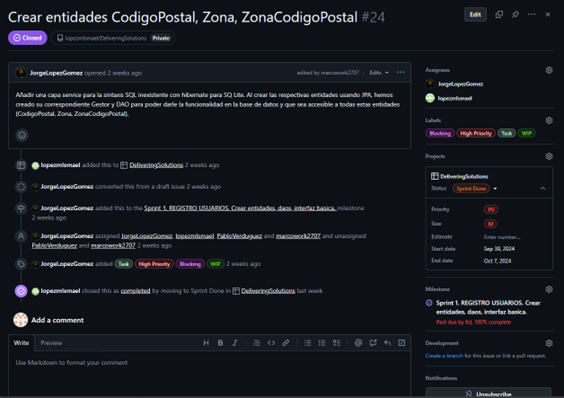 Crear entidades CodigoPostal, Zona, ZonaCodigoPostal #24
Edit
Closed
lopezmIsmael/DeliveringSolutions Private
JorgeLopezGomez opened 2 weeks ago
edited by marcowork2707 Edits
Añadir una capa service para la sintaxis SQL inexistente con hibernate para SQ Lite. Al crear las respectivas entidades usando JPA, hemos
creado su correspondiente Gestor y DAO para poder darle la funcionalidad en la base de datos y que sea accesible a todas estas entidades
(CodigoPostal, Zona, ZonaCodigoPostal).
lopezmIsmael added this to DeliveringSolutions 2 weeks ago
JorgeLopezGomez converted this from a draft issue 2 weeks ago
JorgeLopezGomez added this to the Sprint 1. REGISTRO USUARIOS. Crear entidades, daos, interfaz basica. milestone
2 weeks ago
JorgeLopezGomez assigned JorgeLopezGomez, lopezmIsmael, PabloVerduguez and marcowork2707 and unassigned
PabloVerduguez and marcowork2707 2 weeks ago
JorgeLopezGomez added Task High Priority Blocking WIP 2 weeks ago
lopezmIsmael closed this as completed by moving to Sprint Done in DeliveringSolutions last week
Add a comment
Write Preview
Use Markdown to format your comment
Assignees
JorgeLopezGomez
lopezmIsmael
Labels
Blocking High Priority Task WIP
Projects
DeliveringSolutions
Status Sprint Done
Priority P0
Size M
Estimate Enter number...
Start date Sep 30, 2024
End date Oct 7, 2024
Milestone
Sprint 1. REGISTRO USUARIOS. Crear
entidades, daos, interfaz basica.
Past due by 8d, 100% complete
Development
Create a branch for this issue or link a pull request.
Notifications
Unsubscribe